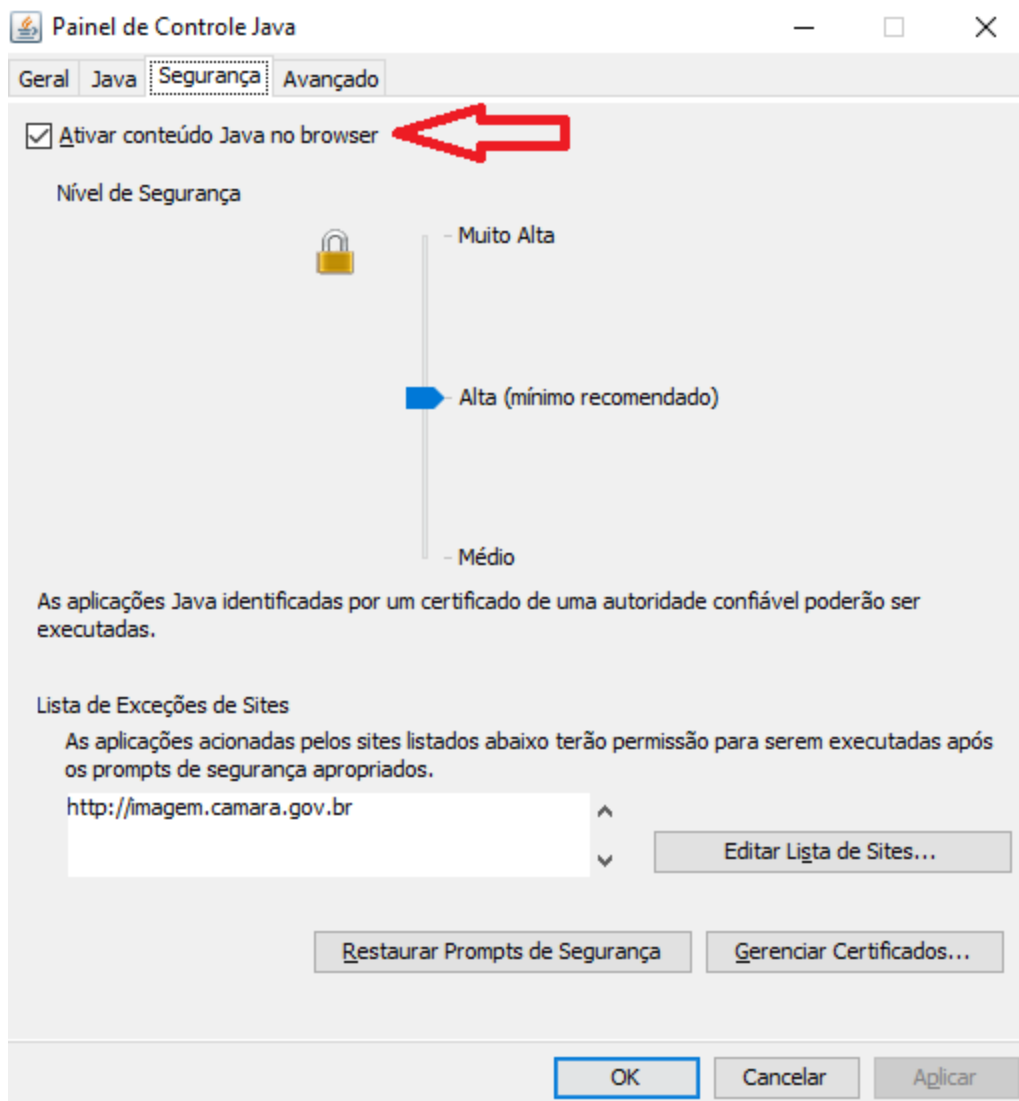 Painel de Controle Java
Geral Java Segurança Avançado
Ativar conteúdo Java no browser
Nível de Segurança
Muito Alta
Alta (mínimo recomendado)
Médio
As aplicações Java identificadas por um certificado de uma autoridade confiável poderão ser
executadas.
Lista de Exceções de Sites
As aplicações acionadas pelos sites listados abaixo terão permissão para serem executadas após
os prompts de segurança apropriados.
http://imagem.camara.gov.br
Editar Lista de Sites...
Restaurar Prompts de Segurança Gerenciar Certificados...
OK Cancelar Aplicar